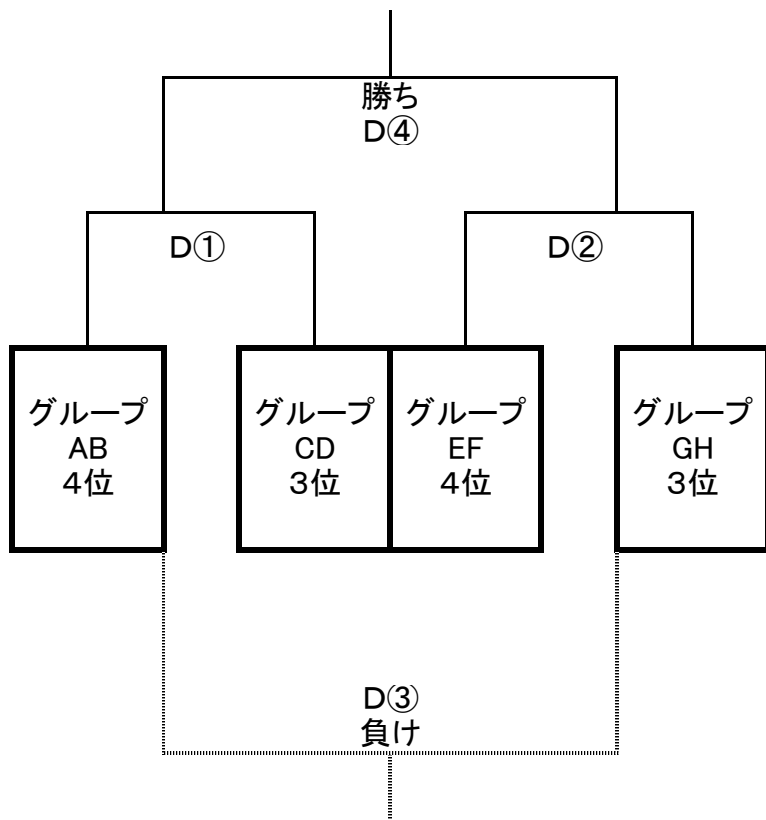 勝ち
D④
D①
D②
グループ
AB
４位
グループ
CD
３位
グループ
EF
４位
グループ
GH
３位
D③
負け